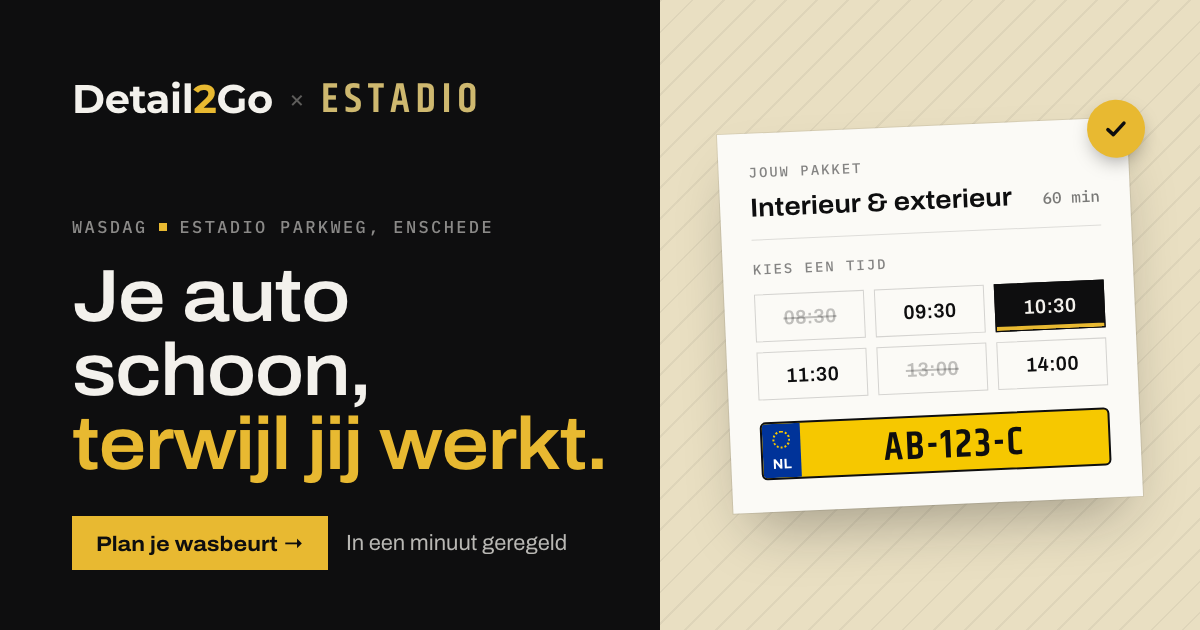 Detail2Go × ESTADIO
WASDAG ▪ ESTADIO PARKWEG, ENSCHEDE
Je auto
schoon,
terwijl jij werkt.
Plan je wasbeurt →
In een minuut geregeld
JOUW PAKKET
Interieur & exterieur 60 min
KIES EEN TIJD
08:30 09:30 10:30
11:30 13:00 14:00
NL AB-123-C